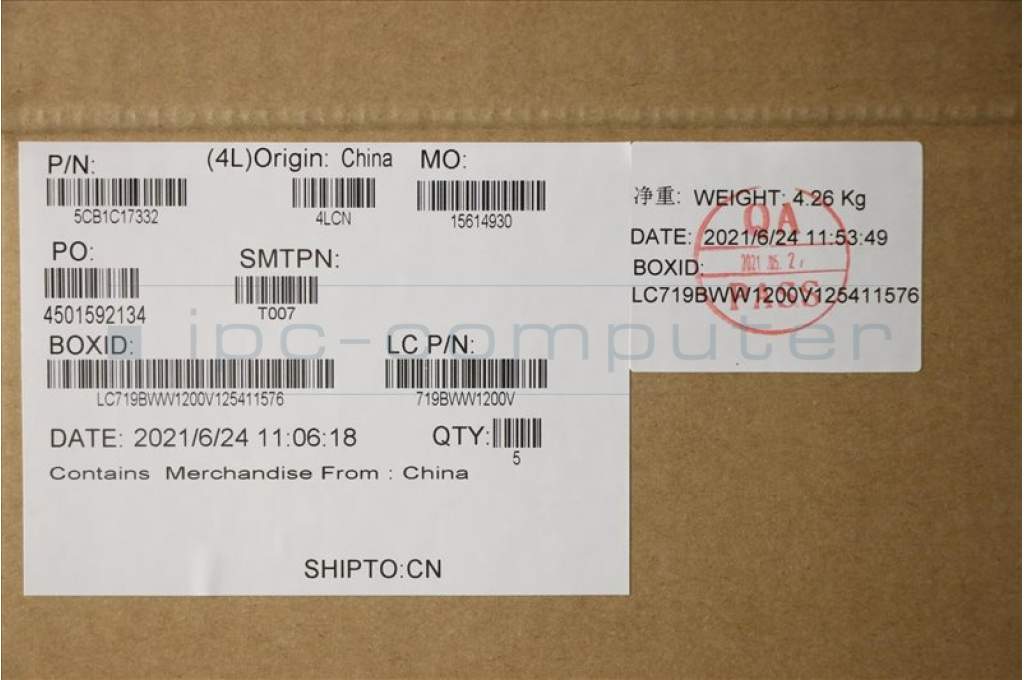 P/N:
5CB1C17332
(4L)Origin: China
4LCN
MO:
15614930
PO:
4501592134
SMTPN:
T007
BOXID:
LC719BWW1200V125411576
LC P/N:
719BWW1200V
DATE: 2021/6/24 11:06:18
QTY:
5
Contains Merchandise From : China
SHIPTO:CN
净重: WEIGHT: 4.26 Kg
DATE: 2021/6/24 11:53:49
BOXID:
LC719BWW1200V125411576
QA
PASS
ipc-computer